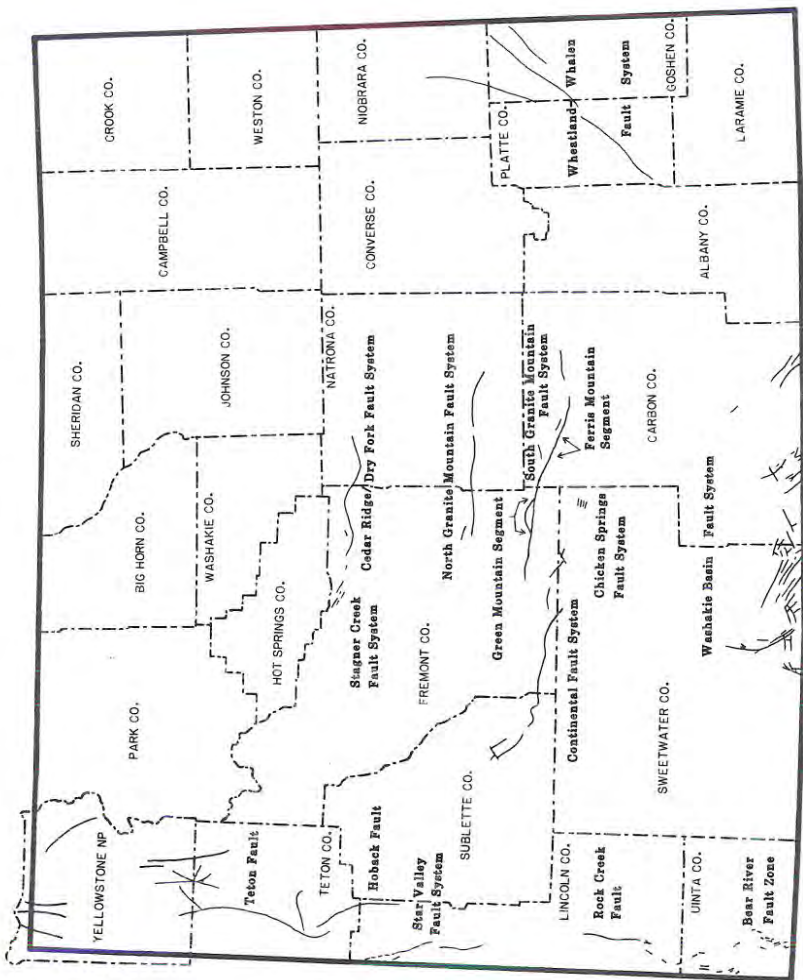 YELLOWSTONE NP
PARK CO.
BIG HORN CO.
SHERIDAN CO.
CAMPBELL CO.
CROOK CO.
WESTON CO.
JOHNSON CO.
WASHAKIE CO.
HOT SPRINGS CO.
Teton Fault
TETON CO.
Hoback Fault
Stagner Creek
Fault System
Cedar Ridge/Dry Fork Fault System
NATRONA CO.
CONVERSE CO.
NIOBRARA CO.
FREMONT CO.
North Granite Mountain Fault System
Star Valley
Fault System
SUBLETTE CO.
Green Mountain Segment
South Granite Mountain
Fault System
Ferris Mountain
Segment
PLATTE CO.
Wheatland-Whalen
Fault System
GOSHEN CO.
LINCOLN CO.
Rock Creek
Fault
Continental Fault System
Chicken Springs
Fault System
CARBON CO.
ALBANY CO.
LARAMIE CO.
SWEETWATER CO.
UINTA CO.
Bear River
Fault Zone
Washakie Basin Fault System